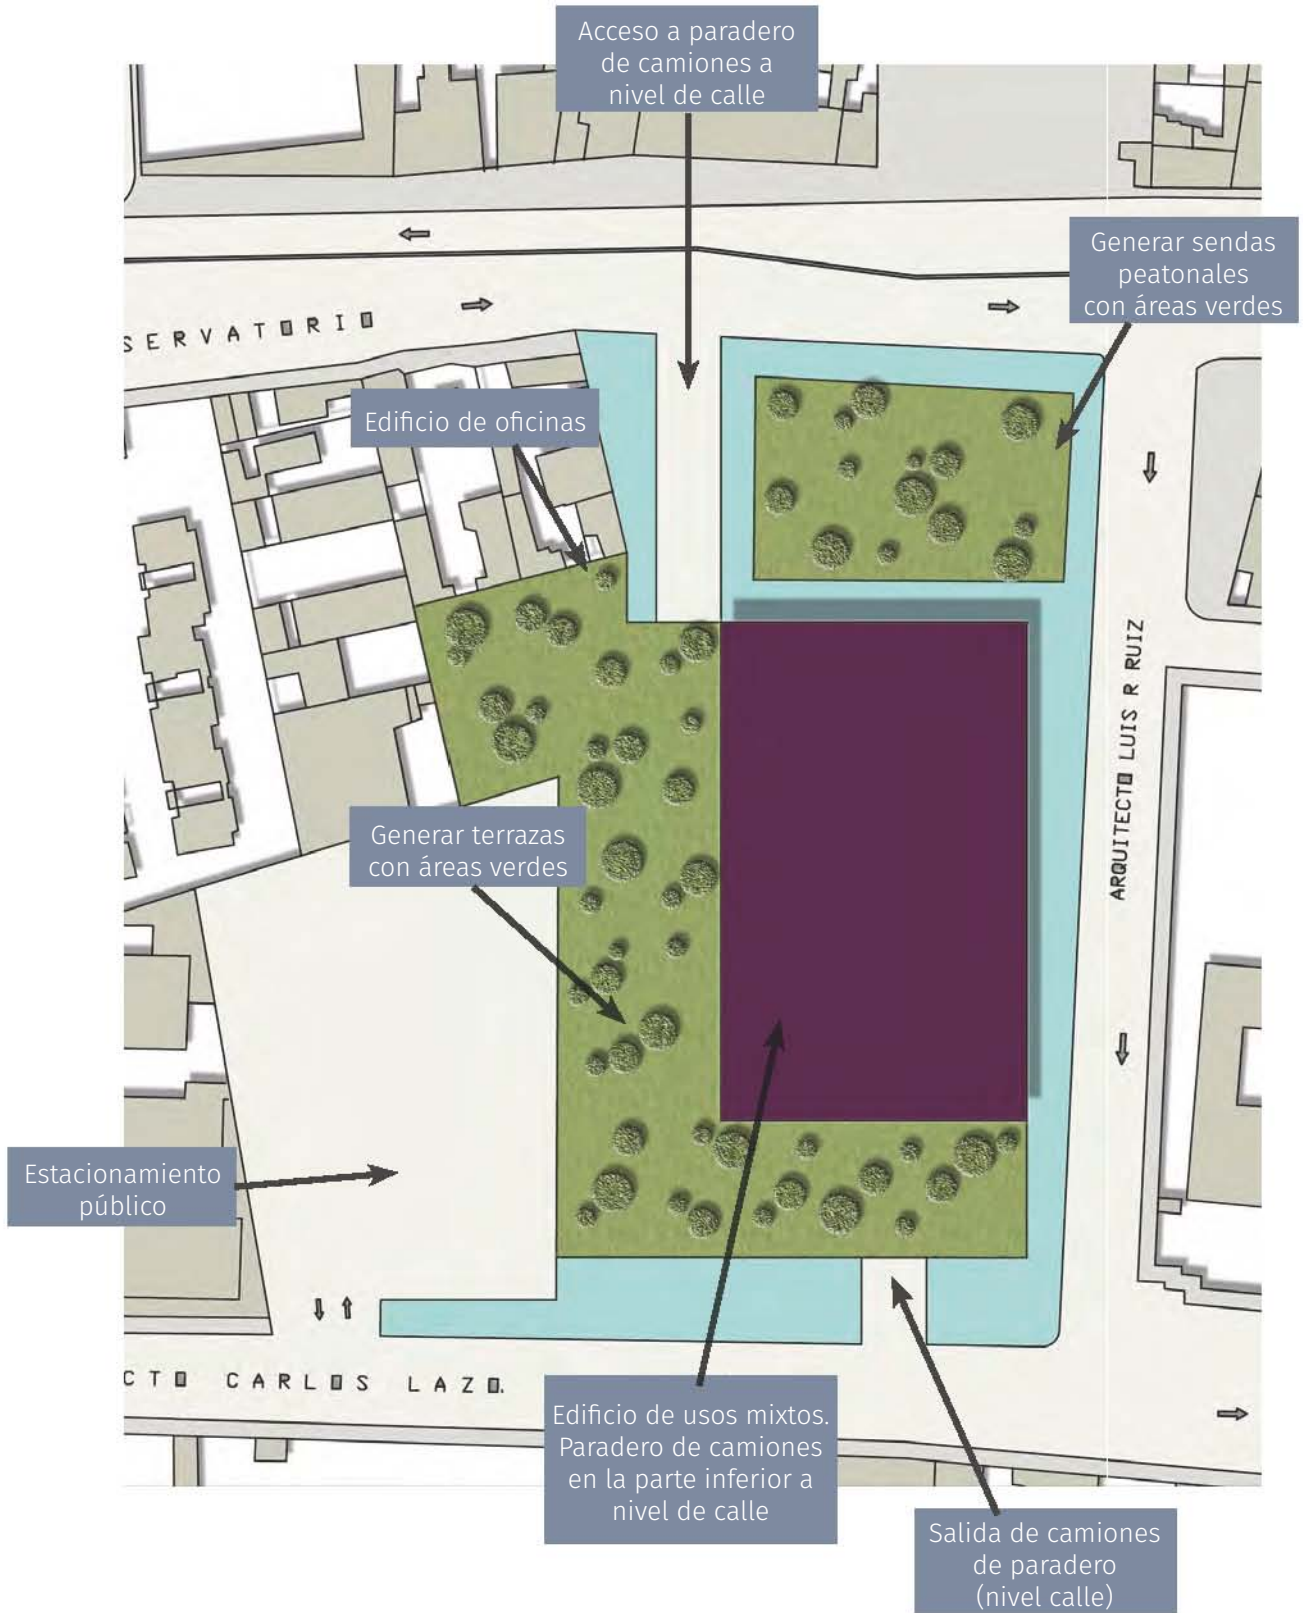 Acceso a paradero
de camiones a
nivel de calle
Generar sendas
peatonales
con áreas verdes
SERVATORIO
Edificio de oficinas
ARQUITECTO LUIS R RUIZ
Generar terrazas
con áreas verdes
Estacionamiento
público
CTO CARLOS LAZO.
Edificio de usos mixtos.
Paradero de camiones
en la parte inferior a
nivel de calle
Salida de camiones
de paradero
(nivel calle)